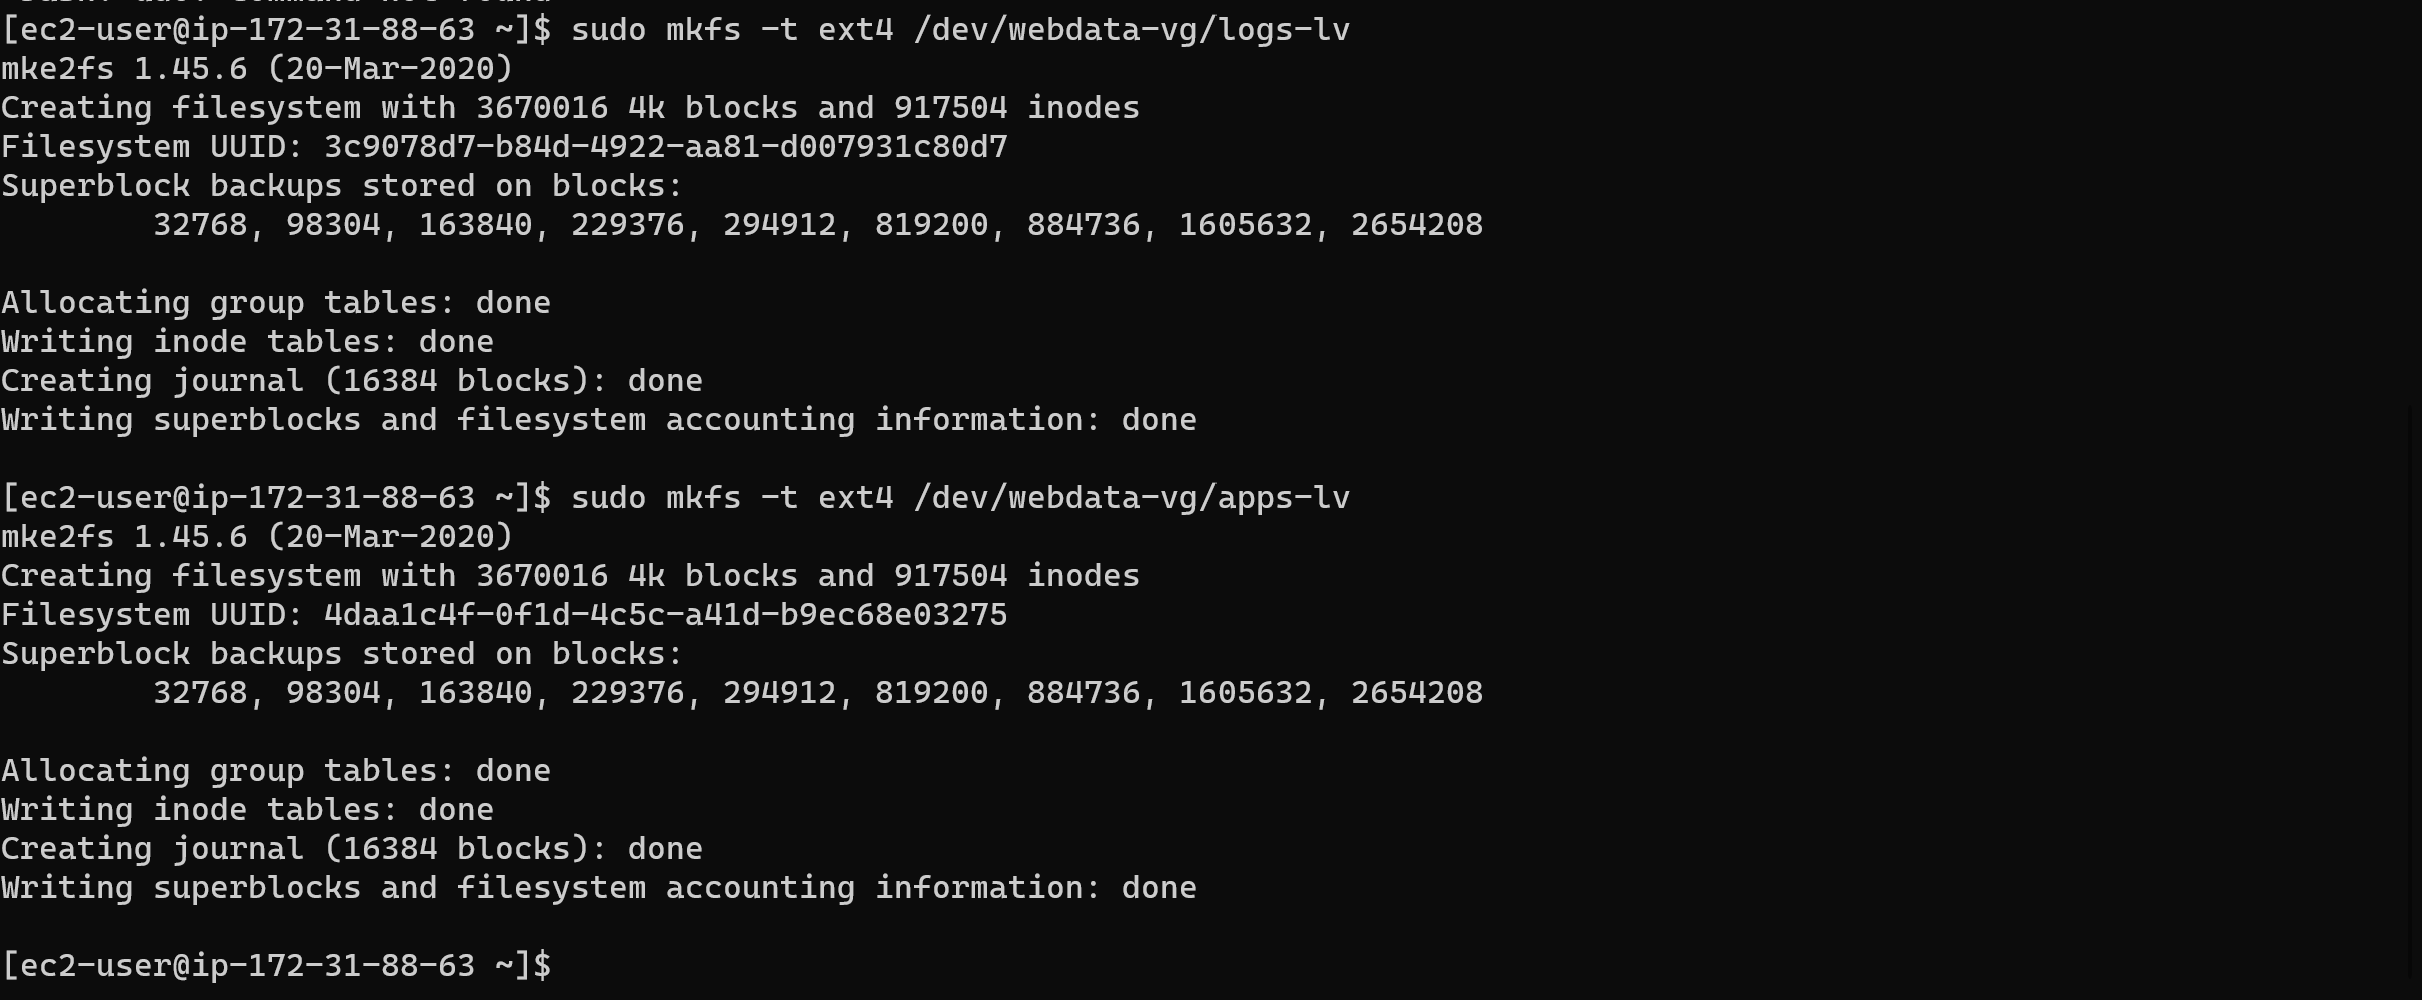 [ec2-user@ip-172-31-88-63 ~]$ sudo mkfs -t ext4 /dev/webdata-vg/logs-lv
mke2fs 1.45.6 (20-Mar-2020)
Creating filesystem with 3670016 4k blocks and 917504 inodes
Filesystem UUID: 3c9078d7-b84d-4922-aa81-d007931c80d7
Superblock backups stored on blocks:
        32768, 98304, 163840, 229376, 294912, 819200, 884736, 1605632, 2654208

Allocating group tables: done
Writing inode tables: done
Creating journal (16384 blocks): done
Writing superblocks and filesystem accounting information: done

[ec2-user@ip-172-31-88-63 ~]$ sudo mkfs -t ext4 /dev/webdata-vg/apps-lv
mke2fs 1.45.6 (20-Mar-2020)
Creating filesystem with 3670016 4k blocks and 917504 inodes
Filesystem UUID: 4daa1c4f-0f1d-4c5c-a41d-b9ec68e03275
Superblock backups stored on blocks:
        32768, 98304, 163840, 229376, 294912, 819200, 884736, 1605632, 2654208

Allocating group tables: done
Writing inode tables: done
Creating journal (16384 blocks): done
Writing superblocks and filesystem accounting information: done

[ec2-user@ip-172-31-88-63 ~]$